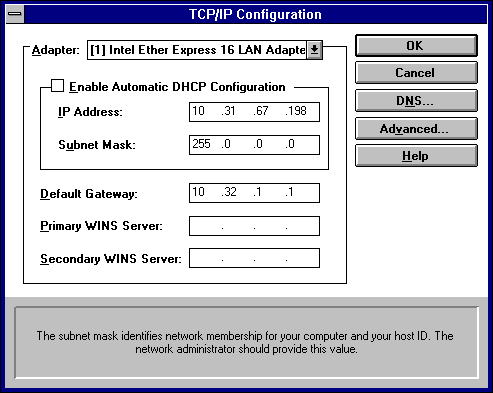 TCP/IP Configuration
Adapter: [1] Intel Ether Express 16 LAN Adapte
OK
Cancel
DNS...
Advanced...
Help
Enable Automatic DHCP Configuration
IP Address: 10 .31 .67 .198
Subnet Mask: 255 .0 .0 .0
Default Gateway: 10 .32 .1 .1
Primary WINS Server: . . .
Secondary WINS Server: . . .
The subnet mask identifies network membership for your computer and your host ID. The
network administrator should provide this value.